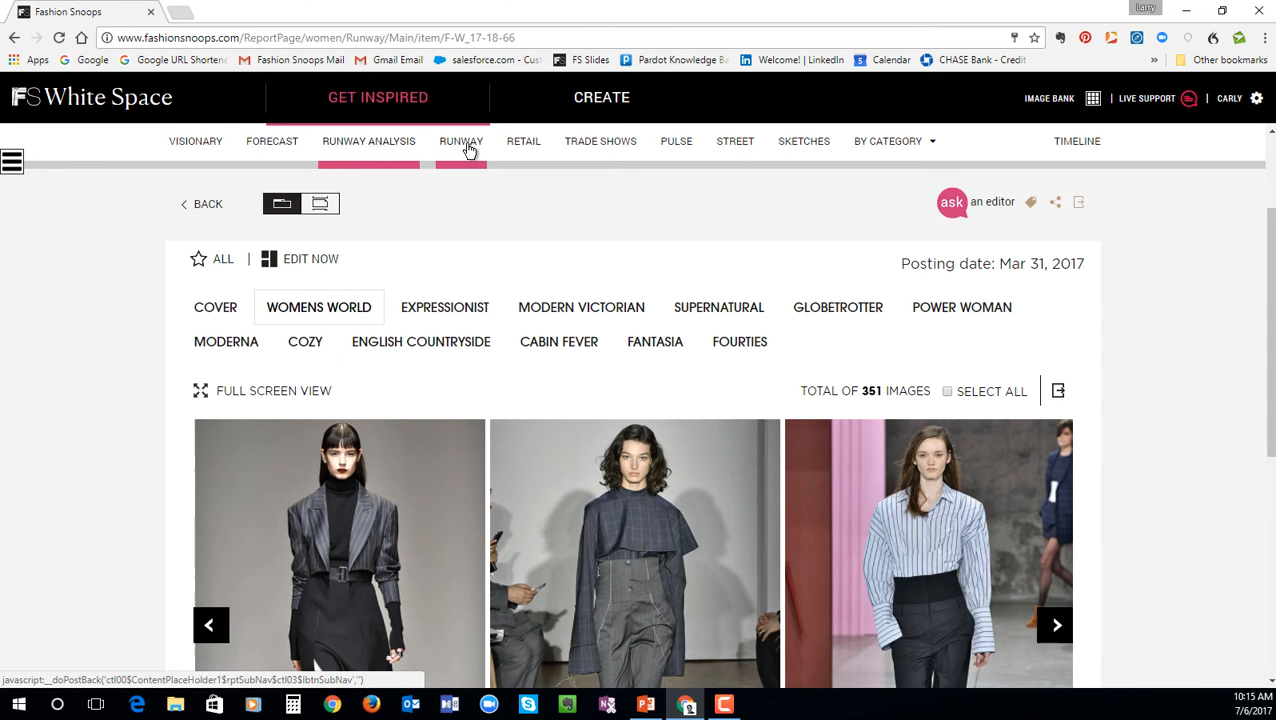 Fashion Snoops
Larry
www.fashionsnoops.com/ReportPage/women/Runway/Main/item/F-W_17-18-66
Apps Google Google URL Shortene Fashion Snoops Mail Gmail Email salesforce.com - Cust FS Slides Pardot Knowledge Ba Welcome! | LinkedIn Calendar CHASE Bank - Credit » Other bookmarks
FS White Space GET INSPIRED CREATE IMAGE BANK | LIVE SUPPORT | CARLY
VISIONARY FORECAST RUNWAY ANALYSIS RUNWAY RETAIL TRADE SHOWS PULSE STREET SKETCHES BY CATEGORY TIMELINE
< BACK ask an editor
ALL | EDIT NOW Posting date: Mar 31, 2017
COVER WOMENS WORLD EXPRESSIONIST MODERN VICTORIAN SUPERNATURAL GLOBETROTTER POWER WOMAN
MODERNA COZY ENGLISH COUNTRYSIDE CABIN FEVER FANTASIA FOURTIES
FULL SCREEN VIEW TOTAL OF 351 IMAGES SELECT ALL
javascript:__doPostBack('ctl00$ContentPlaceHolder1$rptSubNav$ctl03$lbtnSubNav','')
10:15 AM
7/6/2017